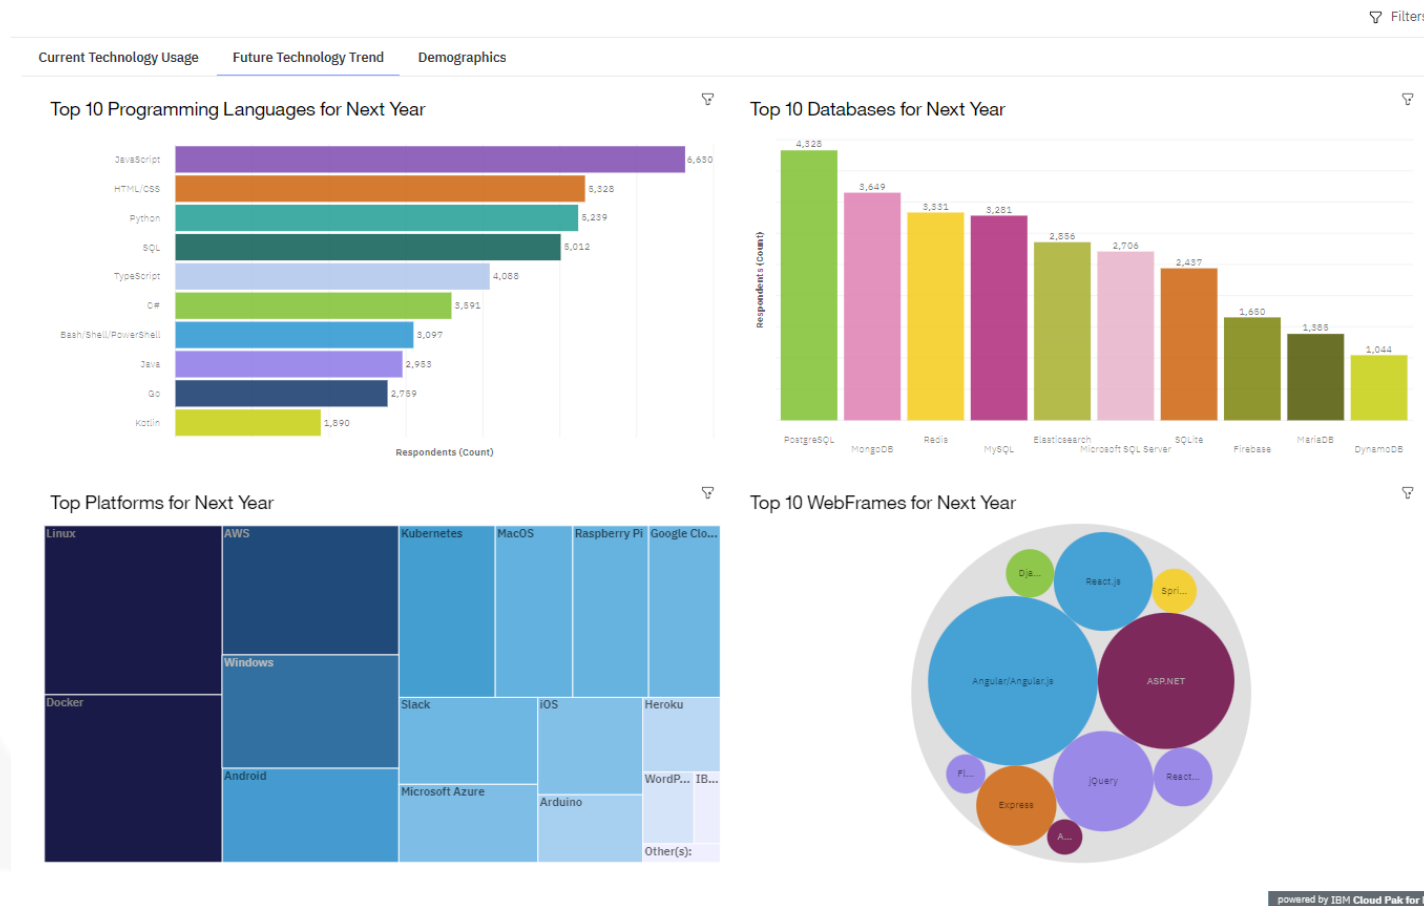 Filters
Current Technology Usage Future Technology Trend Demographics
Top 10 Programming Languages for Next Year
JavaScript 6,630
HTML/CSS 5,328
Python 5,239
SQL 5,012
TypeScript 4,088
C# 3,591
Bash/Shell/PowerShell 3,097
Java 2,953
Go 2,759
Kotlin 1,890
Respondents (Count)
Top 10 Databases for Next Year
Respondents (Count)
4,328
3,649
3,331
3,281
2,856
2,706
2,437
1,650
1,385
1,044
PostgreSQL
MongoDB
Redis
MySQL
Elasticsearch
Microsoft SQL Server
SQLite
Firebase
MariaDB
DynamoDB
Top Platforms for Next Year
Linux
AWS
Kubernetes
MacOS
Raspberry Pi
Google Clo...
Windows
Docker
Slack
iOS
Heroku
Android
WordP...
IB...
Microsoft Azure
Arduino
Other(s):
Top 10 WebFrames for Next Year
Dja...
React.js
Spri...
Angular/Angular.js
ASP.NET
Fl...
jQuery
React...
Express
A...
powered by IBM Cloud Pak for